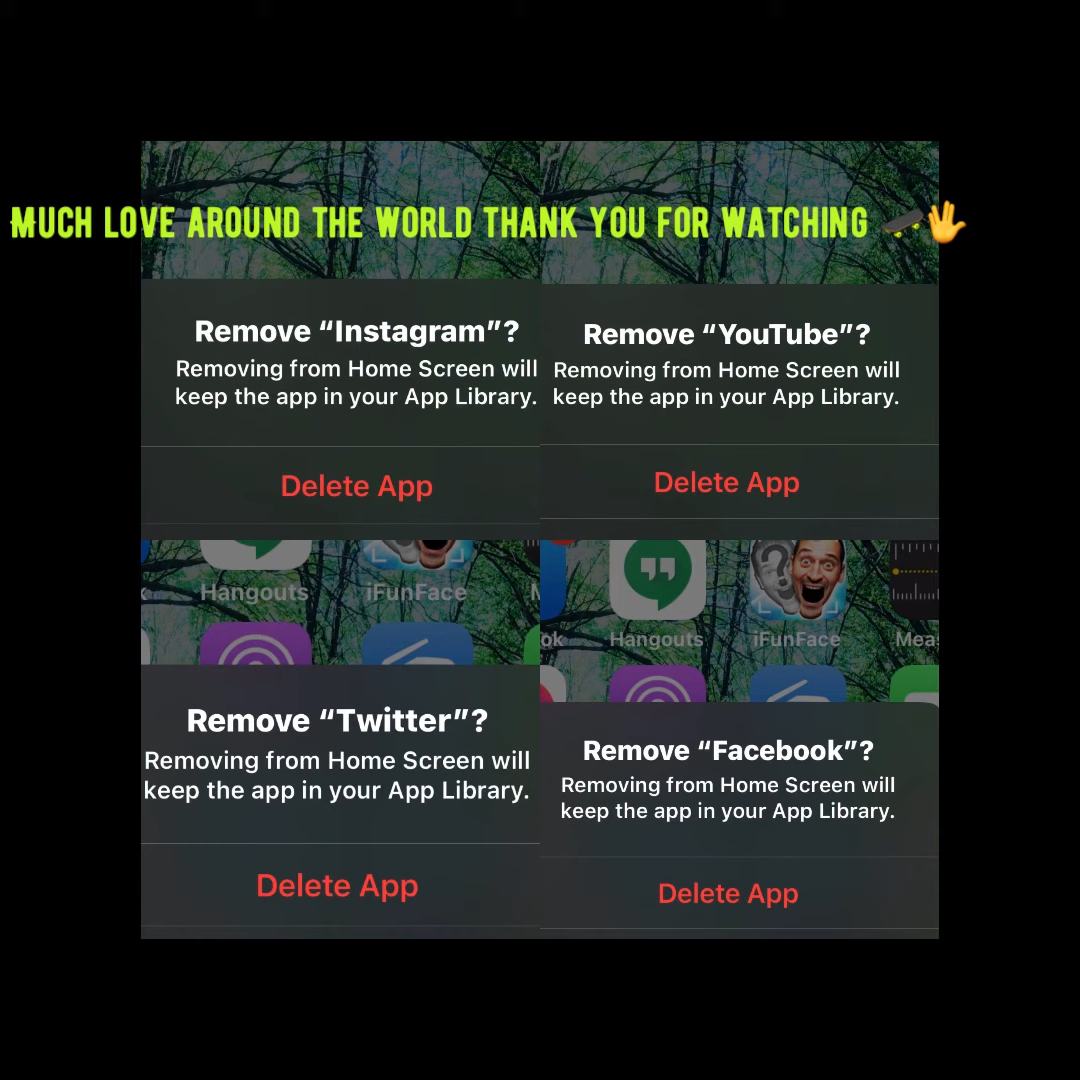 MUCH LOVE AROUND THE WORLD THANK YOU FOR WATCHING 🛹🖖
Remove “Instagram”?
Removing from Home Screen will
keep the app in your App Library.
Delete App
Remove “YouTube”?
Removing from Home Screen will
keep the app in your App Library.
Delete App
Hangouts
iFunFace
Remove “Twitter”?
Removing from Home Screen will
keep the app in your App Library.
Delete App
ok
Hangouts
iFunFace
Meas
Remove “Facebook”?
Removing from Home Screen will
keep the app in your App Library.
Delete App